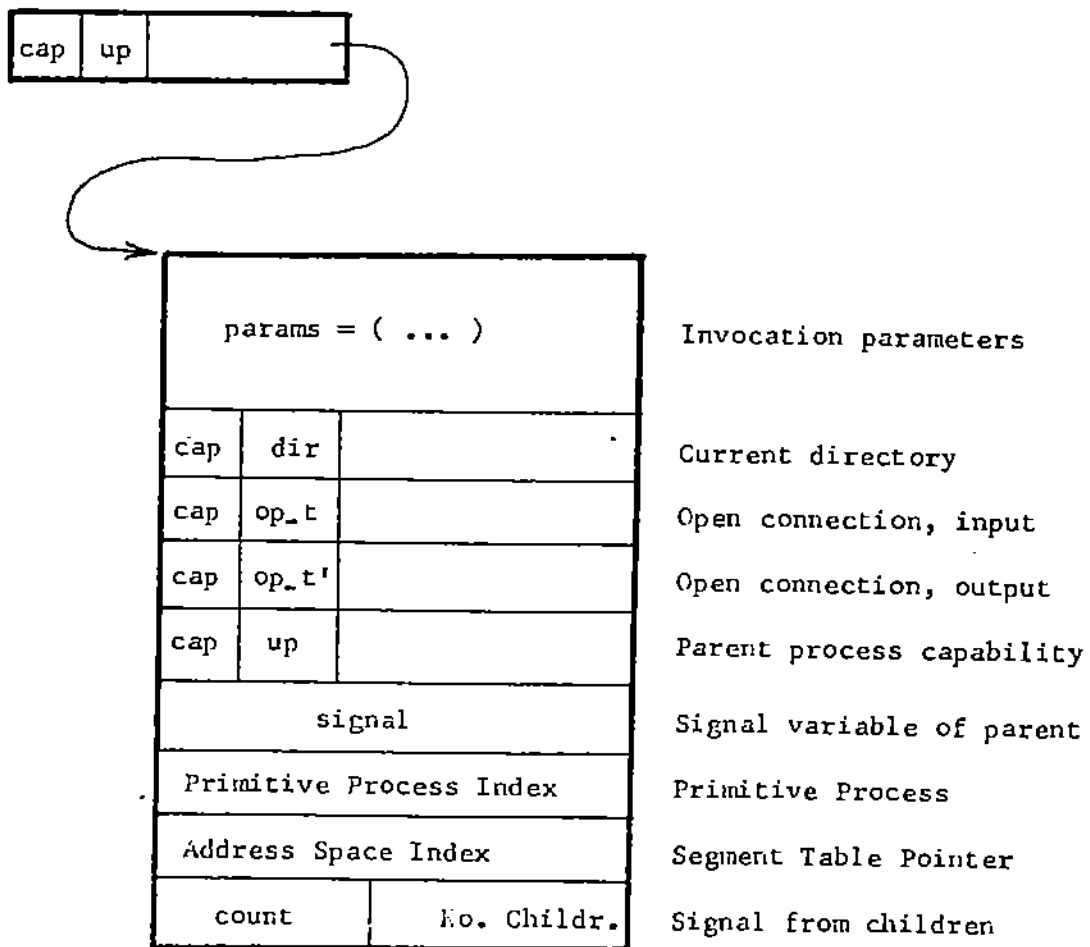 cap up
params = ( ... ) Invocation parameters
cap dir Current directory
cap op_t Open connection, input
cap op_t' Open connection, output
cap up Parent process capability
signal Signal variable of parent
Primitive Process Index Primitive Process
Address Space Index Segment Table Pointer
count No. Childr. Signal from children